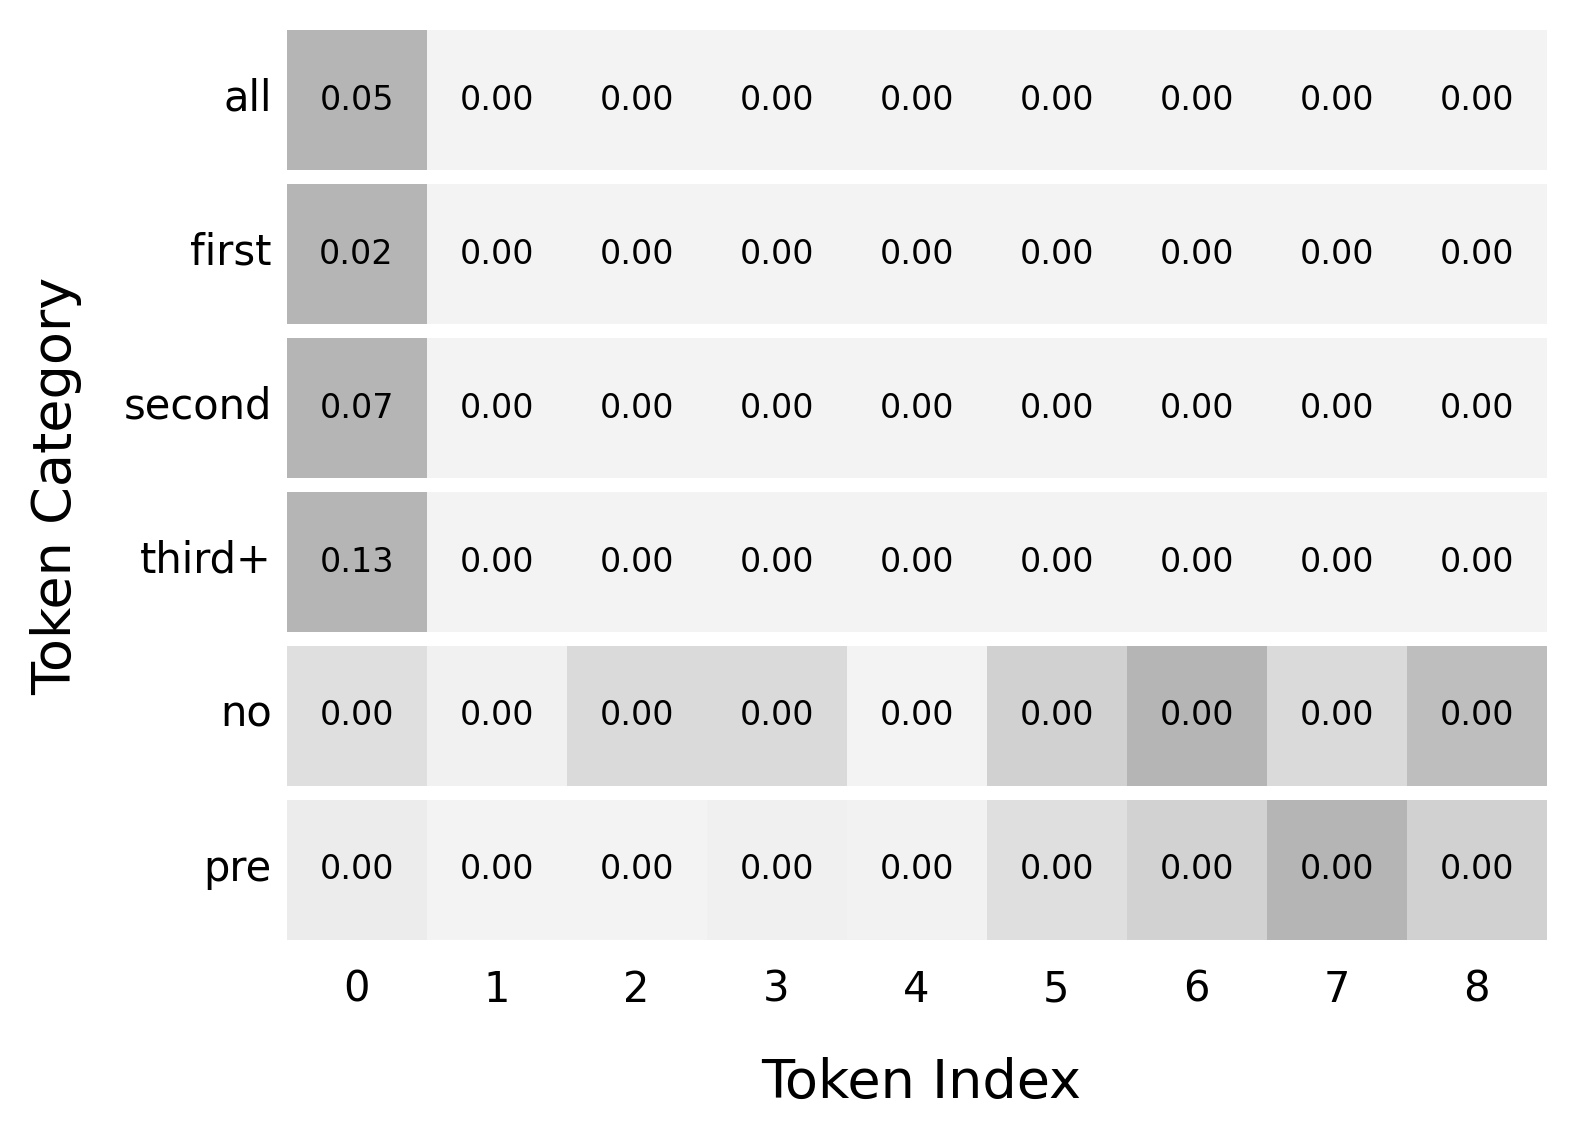 all 0.05 0.00 0.00 0.00 0.00 0.00 0.00 0.00 0.00
first 0.02 0.00 0.00 0.00 0.00 0.00 0.00 0.00 0.00
second 0.07 0.00 0.00 0.00 0.00 0.00 0.00 0.00 0.00
third+ 0.13 0.00 0.00 0.00 0.00 0.00 0.00 0.00 0.00
no 0.00 0.00 0.00 0.00 0.00 0.00 0.00 0.00 0.00
pre 0.00 0.00 0.00 0.00 0.00 0.00 0.00 0.00 0.00
0 1 2 3 4 5 6 7 8
Token Index
Token Category